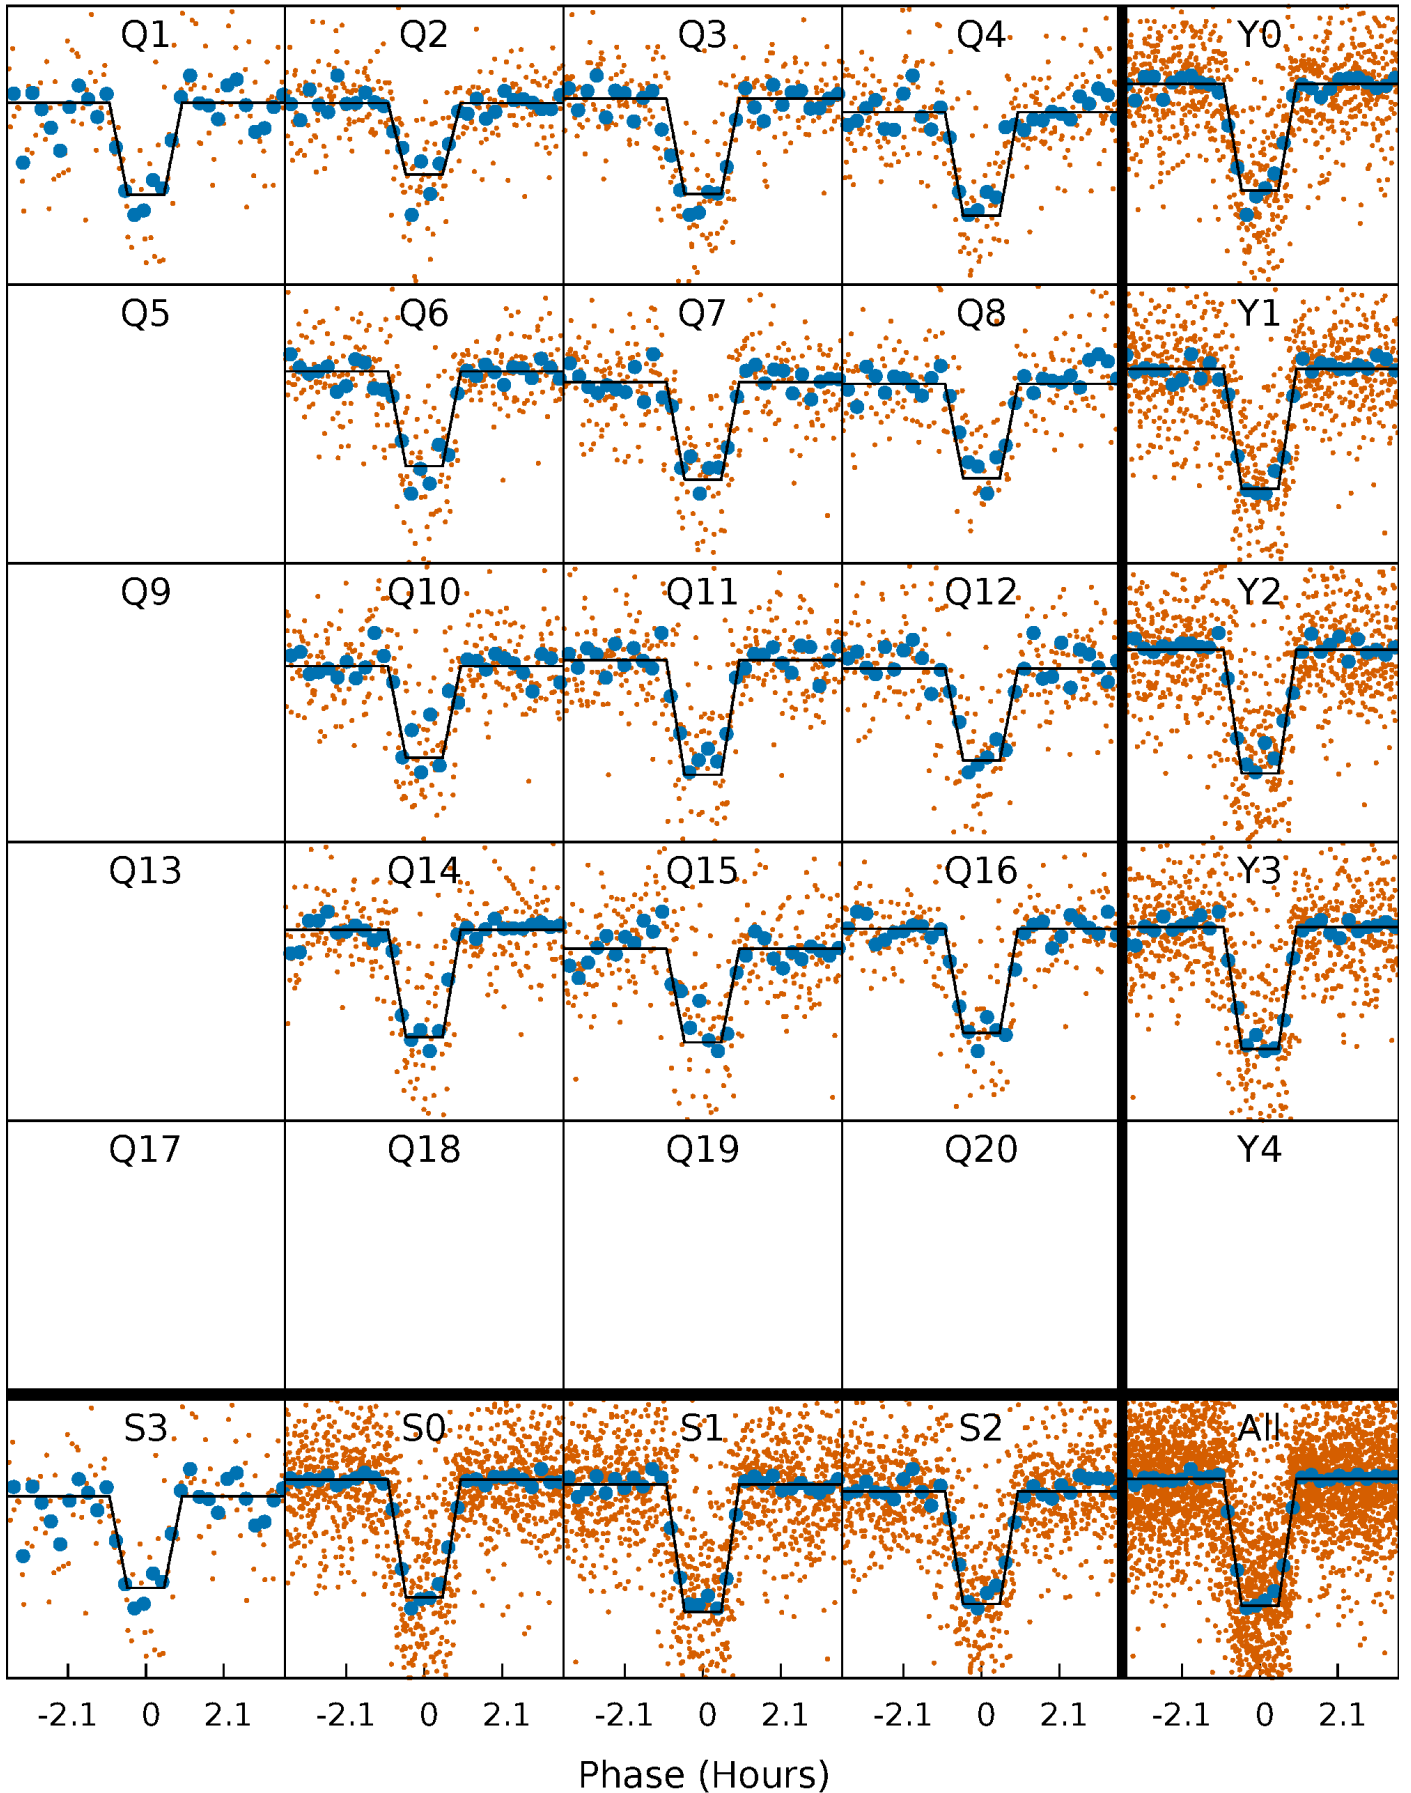 Q1 Q2 Q3 Q4 Y0
Q5 Q6 Q7 Q8 Y1
Q9 Q10 Q11 Q12 Y2
Q13 Q14 Q15 Q16 Y3
Q17 Q18 Q19 Q20 Y4
S3 S0 S1 S2 All
-2.1 0 2.1 -2.1 0 2.1 -2.1 0 2.1 -2.1 0 2.1 -2.1 0 2.1
Phase (Hours)